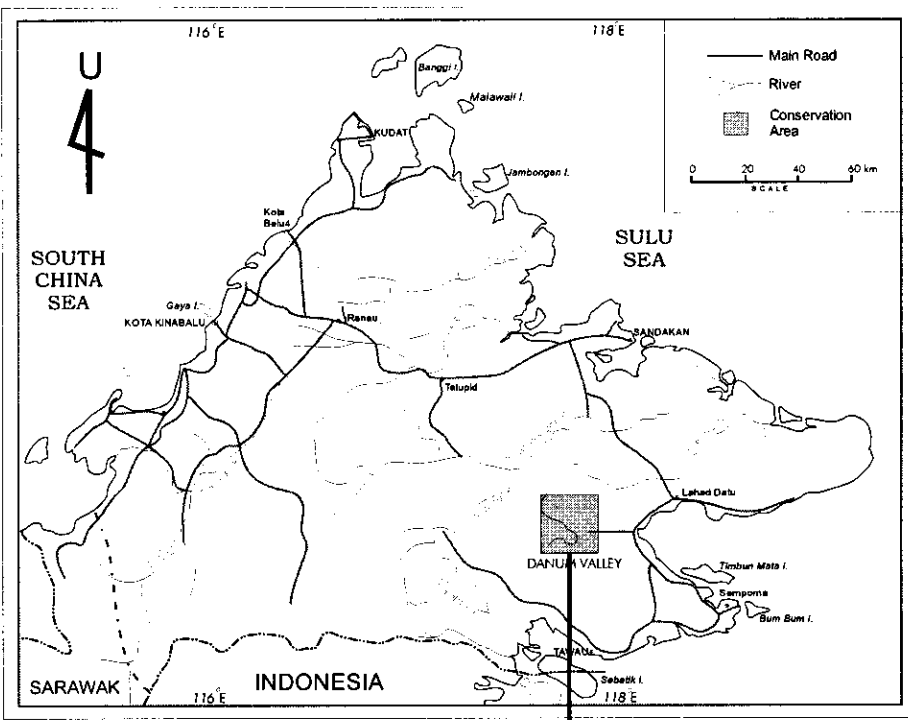 116°E
118°E
U
Main Road
River
Conservation
Area
0 20 40 60 km
SCALE
Banggi I.
Malawali I.
KUDAT
Jambongan I.
Kota
Belud
SOUTH
CHINA
SEA
SULU
SEA
Gaya I.
KOTA KINABALU
Ranau
SANDAKAN
Telupid
Lahad Datu
DANUM VALLEY
Timbun Mata I.
Semporna
Bum Bum I.
TAWAU
Sebatik I.
SARAWAK
116°E
INDONESIA
118°E